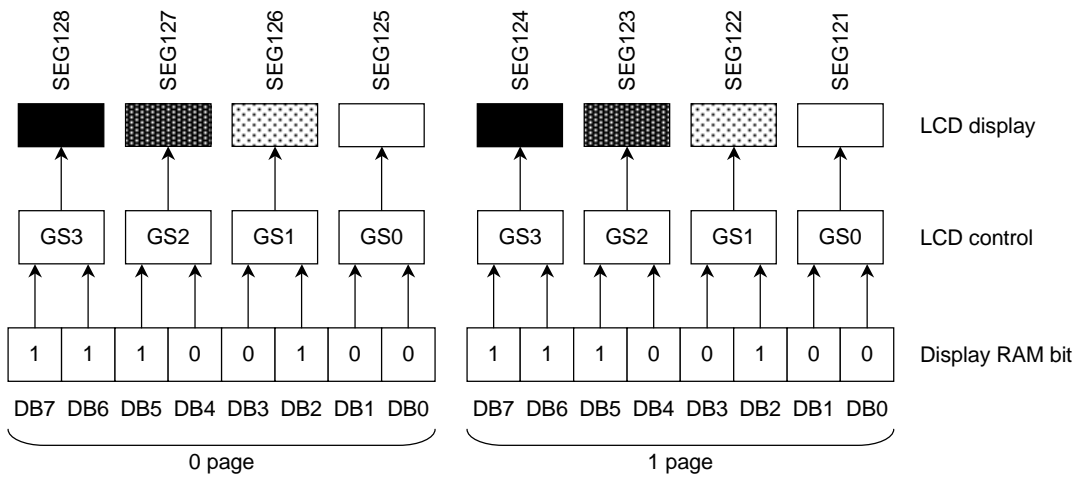 SEG128 SEG127 SEG126 SEG125 SEG124 SEG123 SEG122 SEG121
LCD display
GS3 GS2 GS1 GS0 GS3 GS2 GS1 GS0 LCD control
1 1 1 0 0 1 0 0 1 1 1 0 0 1 0 0 Display RAM bit
DB7 DB6 DB5 DB4 DB3 DB2 DB1 DB0 DB7 DB6 DB5 DB4 DB3 DB2 DB1 DB0
0 page 1 page